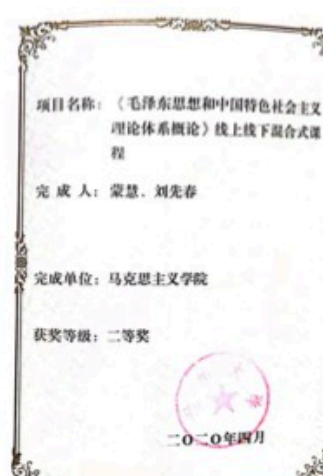 项目名称：《毛泽东思想和中国特色社会主义
理论体系概论》线上线下混合式课
程
完 成 人：蒙慧、刘先春
完成单位：马克思主义学院
获奖等级：二等奖
二〇二〇年四月